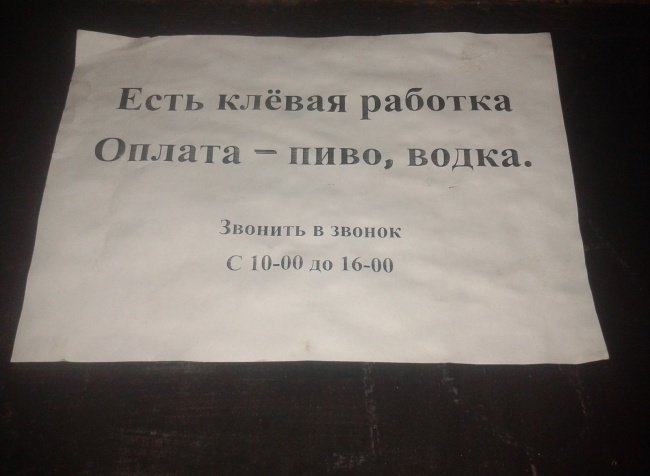 Есть клёвая работка
Оплата – пиво, водка.
Звонить в звонок
С 10-00 до 16-00